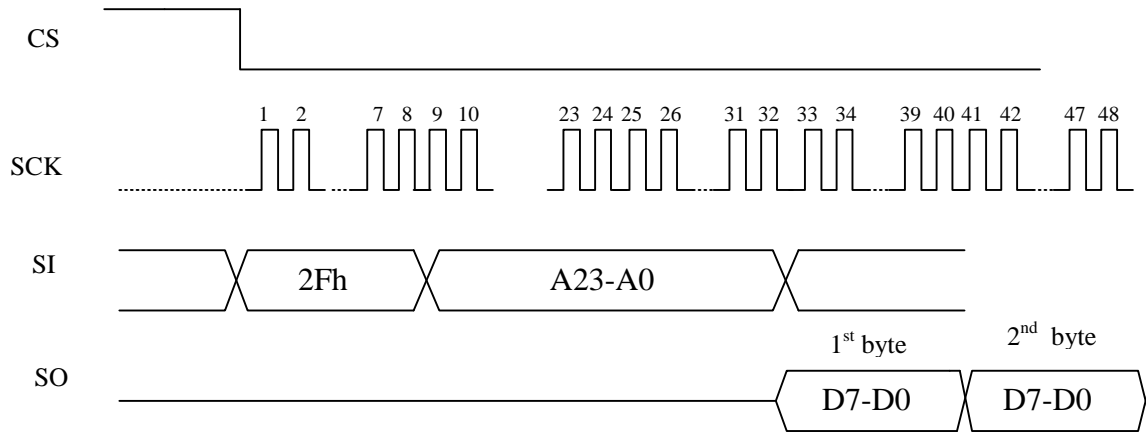 CS
1 2 7 8 9 10 23 24 25 26 31 32 33 34 39 40 41 42 47 48
SCK
SI 2Fh A23-A0
1st byte 2nd byte
SO D7-D0 D7-D0